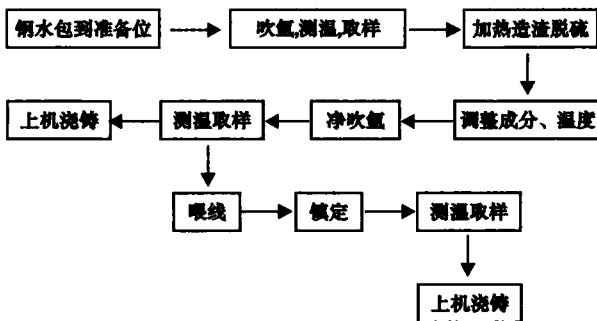 钢水包到准备位
吹氩,测温,取样
加热造渣脱硫
上机浇铸
测温取样
净吹氩
调整成分、温度
喂线
镇定
测温取样
上机浇铸